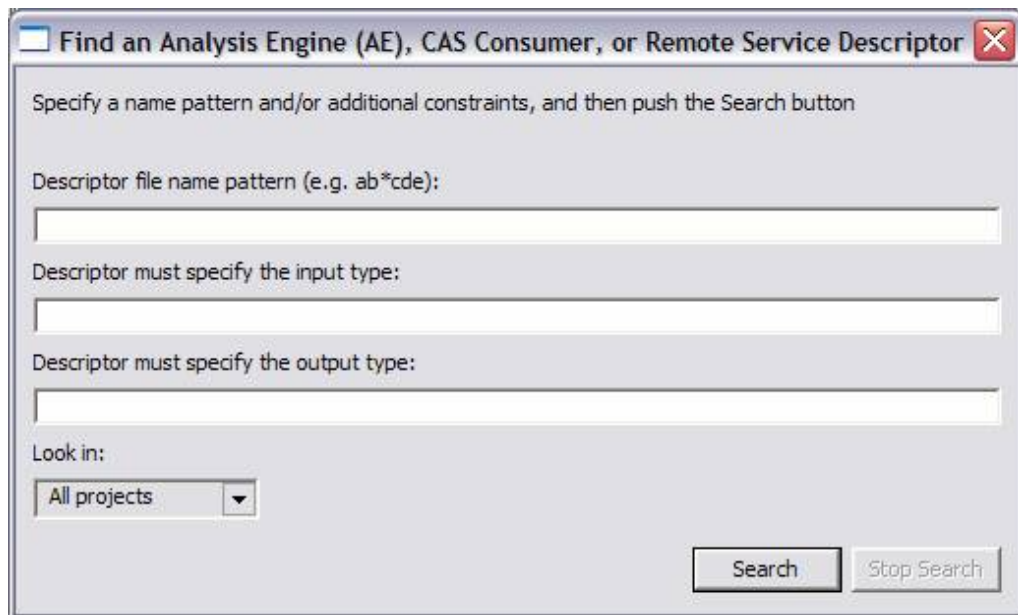 Find an Analysis Engine (AE), CAS Consumer, or Remote Service Descriptor
Specify a name pattern and/or additional constraints, and then push the Search button
Descriptor file name pattern (e.g. ab*cde):
Descriptor must specify the input type:
Descriptor must specify the output type:
Look in:
All projects
Search
Stop Search